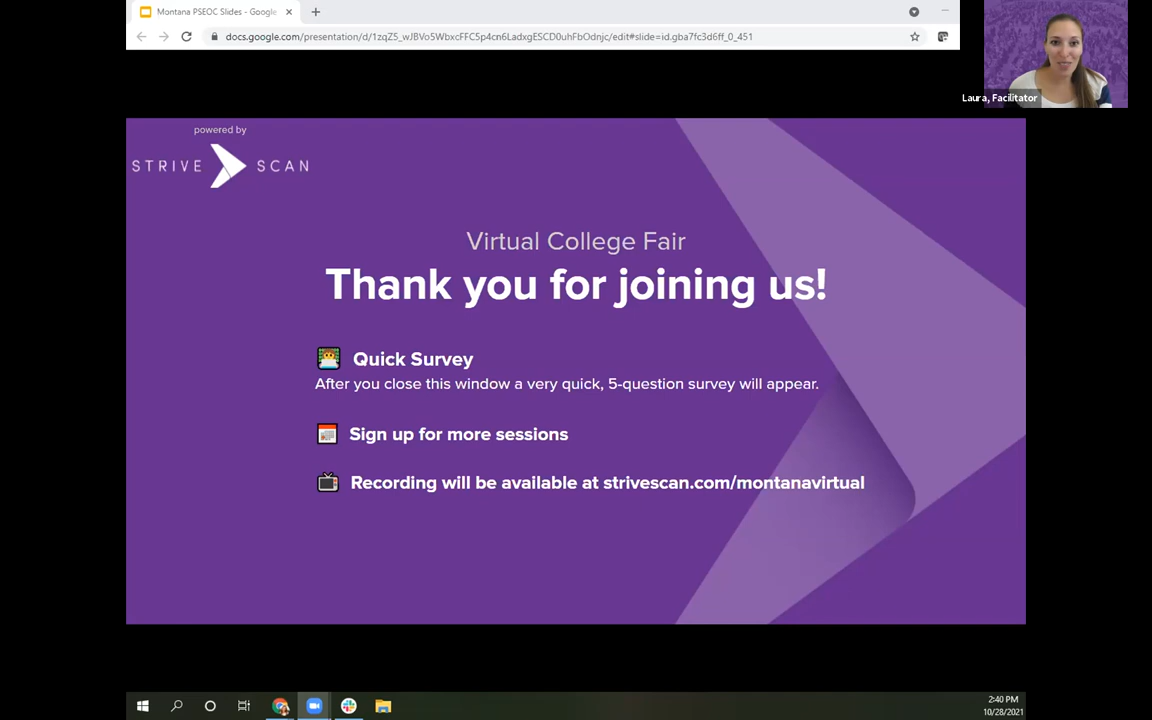 Montana PSEOC Slides - Google
docs.google.com/presentation/d/1zqZ5_wJBVo5WbxcFFC5p4cn6LadxgESCD0uhFbOdnjc/edit#slide=id.gba7fc3d6ff_0_451
Laura, Facilitator
powered by
STRIVE SCAN
Virtual College Fair
Thank you for joining us!
Quick Survey
After you close this window a very quick, 5-question survey will appear.
Sign up for more sessions
Recording will be available at strivescan.com/montanavirtual
2:40 PM
10/28/2021